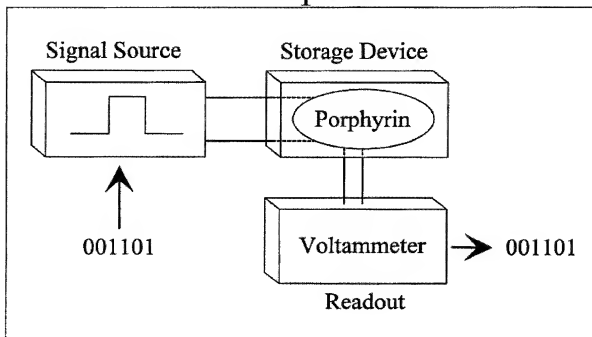 Signal Source
Storage Device
Porphyrin
001101
Voltammeter
001101
Readout